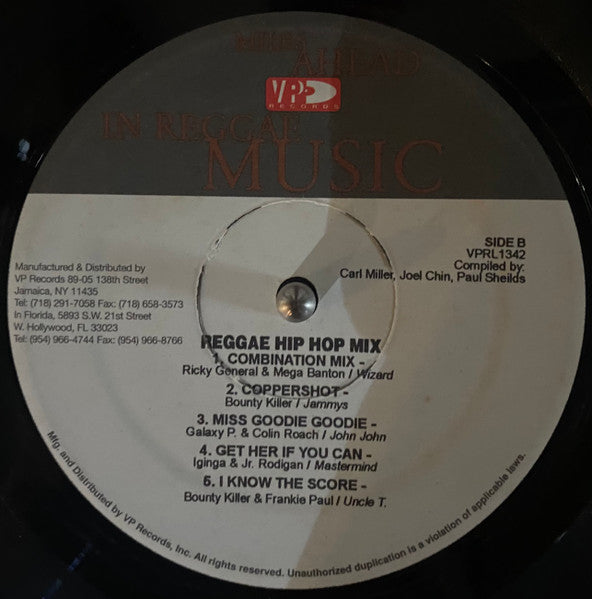 MILES
AHEAD
VP
RECORDS
IN REGGAE
MUSIC
SIDE B
VPRL1342
Compiled by:
Carl Miller, Joel Chin, Paul Sheilds
Manufactured & Distributed by
VP Records 89-05 138th Street
Jamaica, NY 11435
Tel: (718) 291-7058 Fax: (718) 658-3573
In Florida, 5893 S.W. 21st Street
W. Hollywood, FL 33023
Tel: (954) 966-4744 Fax: (954) 966-8766
REGGAE HIP HOP MIX
1. COMBINATION MIX -
Ricky General & Mega Banton / Wizard
2. COPPERSHOT -
Bounty Killer / Jammys
3. MISS GOODIE GOODIE -
Galaxy P. & Colin Roach / John John
4. GET HER IF YOU CAN -
Iginga & Jr. Rodigan / Mastermind
5. I KNOW THE SCORE -
Bounty Killer & Frankie Paul / Uncle T.
Mfg. and Distributed by VP Records, Inc. All rights reserved. Unauthorized duplication is a violation of applicable laws.